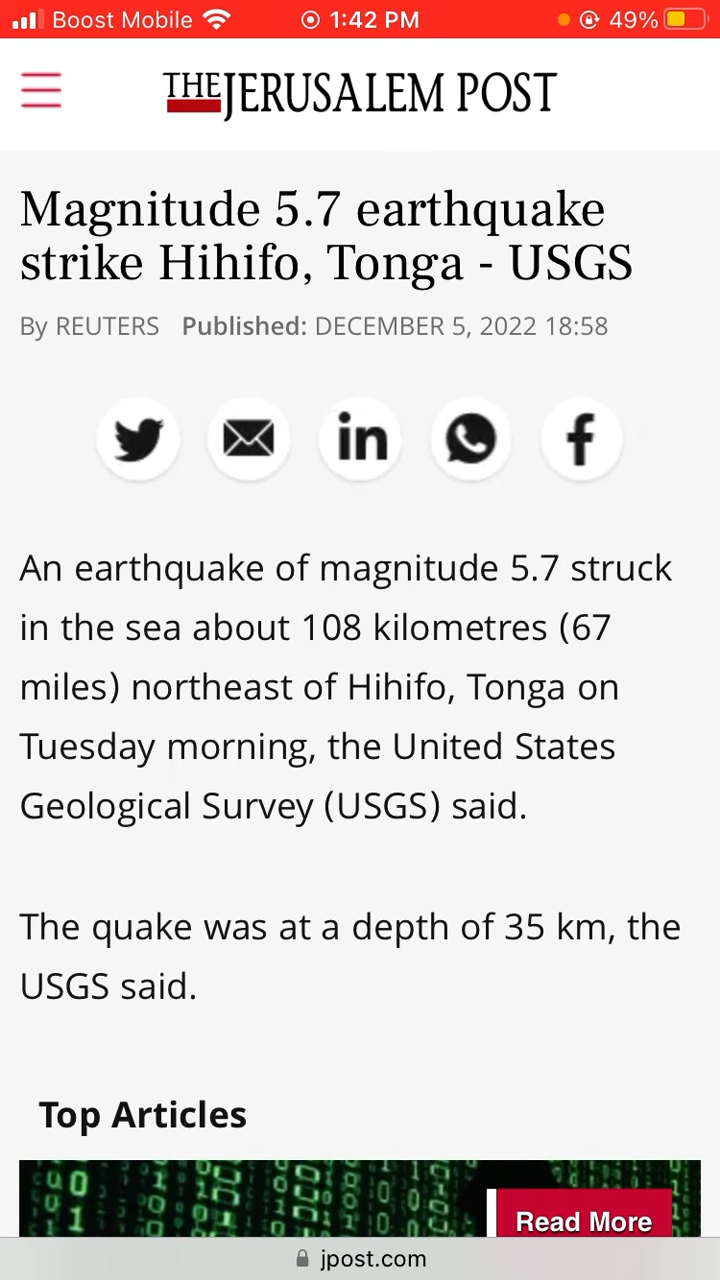 Boost Mobile 1:42 PM 49%
THE JERUSALEM POST
Magnitude 5.7 earthquake
strike Hihifo, Tonga - USGS
By REUTERS Published: DECEMBER 5, 2022 18:58
An earthquake of magnitude 5.7 struck
in the sea about 108 kilometres (67
miles) northeast of Hihifo, Tonga on
Tuesday morning, the United States
Geological Survey (USGS) said.
The quake was at a depth of 35 km, the
USGS said.
Top Articles
Read More
jpost.com